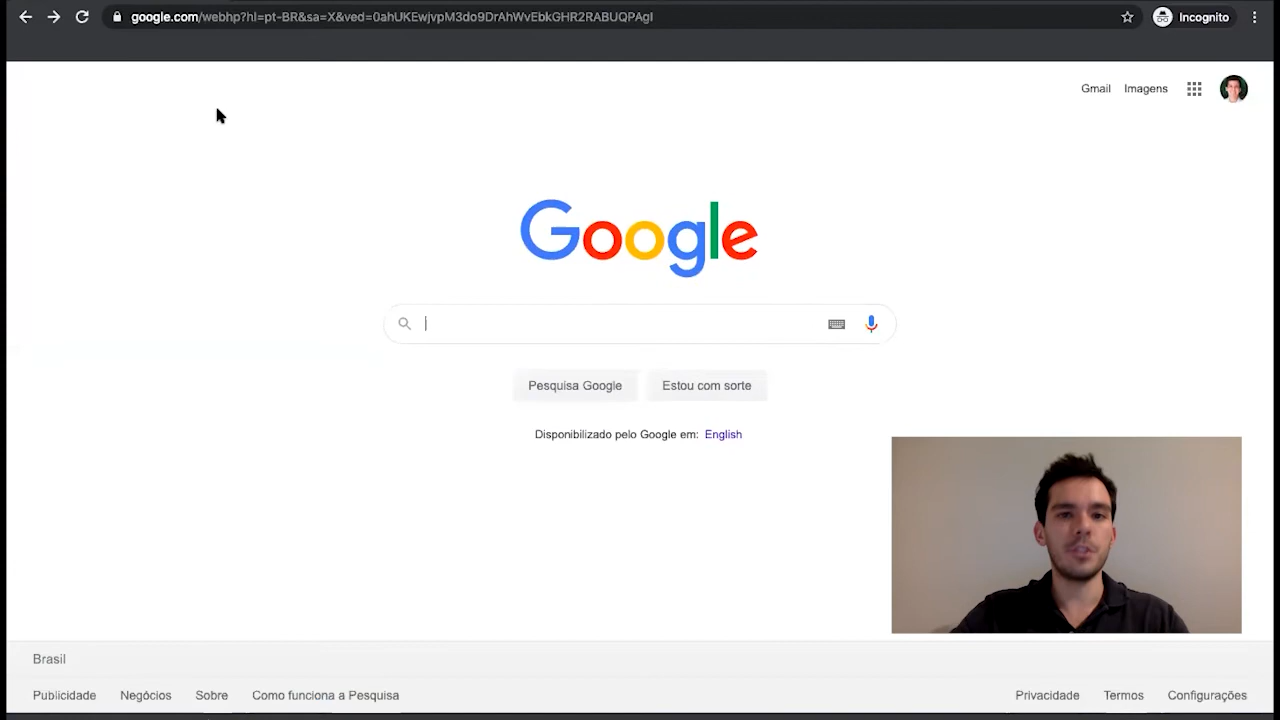 google.com/webhp?hl=pt-BR&sa=X&ved=0ahUKEwjvpM3do9DrAhWvEbkGHR2RABUQPAgI
Incognito
Gmail Imagens
Google
Pesquisa Google Estou com sorte
Disponibilizado pelo Google em: English
Brasil
Publicidade Negócios Sobre Como funciona a Pesquisa
Privacidade Termos Configurações